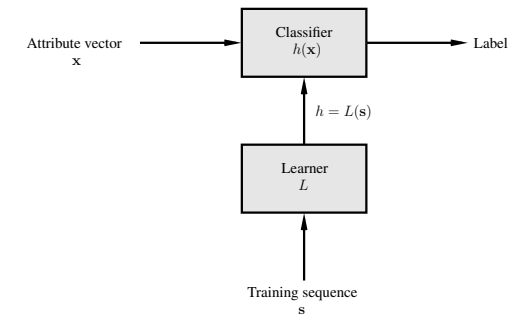 Classifier
h(x)
Attribute vector
x
Label
h = L(s)
Learner
L
Training sequence
s